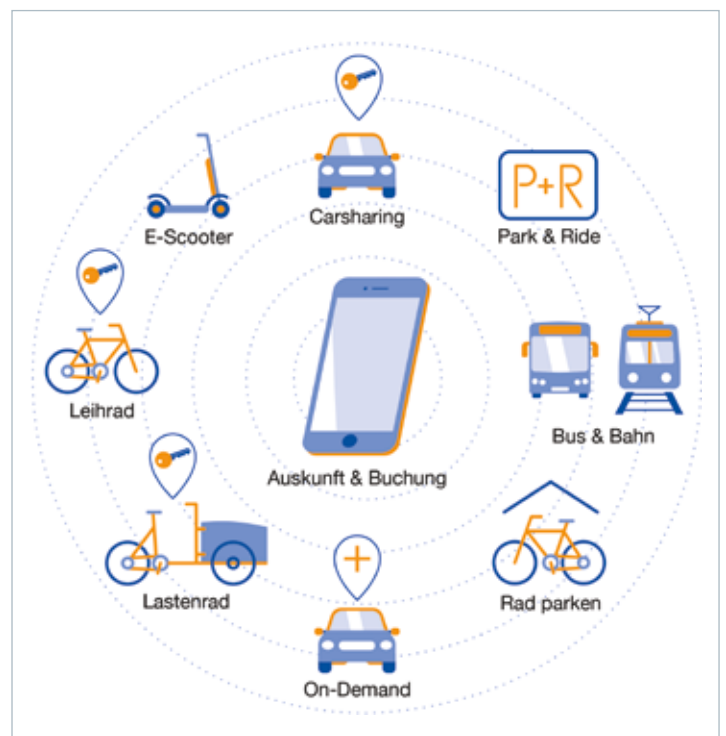 Carsharing
P+R
Park & Ride
E-Scooter
Leihrad
Bus & Bahn
Auskunft & Buchung
Lastenrad
Rad parken
On-Demand